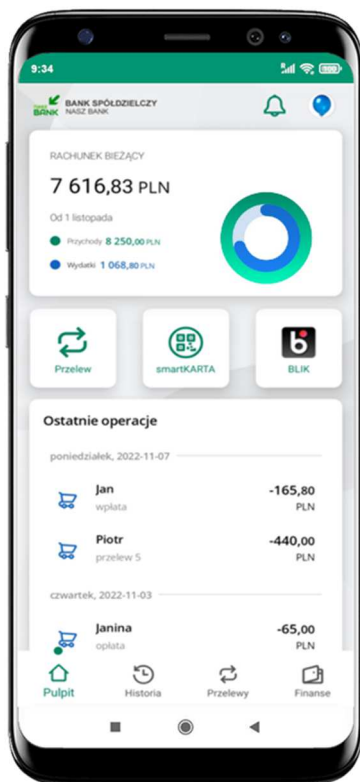 9:34
BANK SPÓŁDZIELCZY
BANK NASZ BANK
RACHUNEK BIEŻĄCY
7 616,83 PLN
Od 1 listopada
Przychody 8 250,00 PLN
Wydatki 1 068,80 PLN
Przelew
smartKARTA
BLIK
Ostatnie operacje
poniedziałek, 2022-11-07
Jan -165,80
wpłata PLN
Piotr -440,00
przelew 5 PLN
czwartek, 2022-11-03
Janina -65,00
opłata PLN
Pulpit Historia Przelewy Finanse